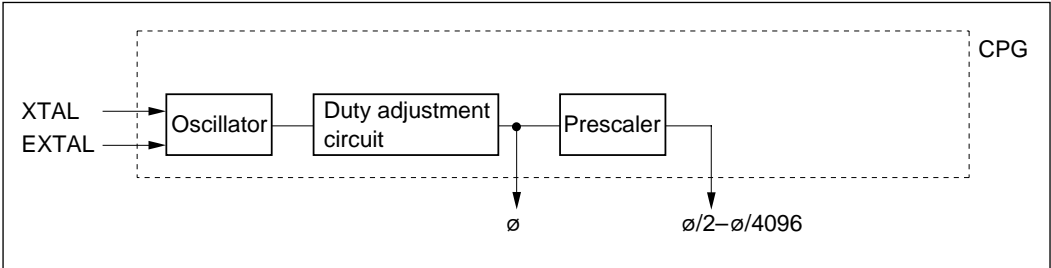 CPG
XTAL
EXTAL
Oscillator
Duty adjustment
circuit
Prescaler
ø
ø/2–ø/4096